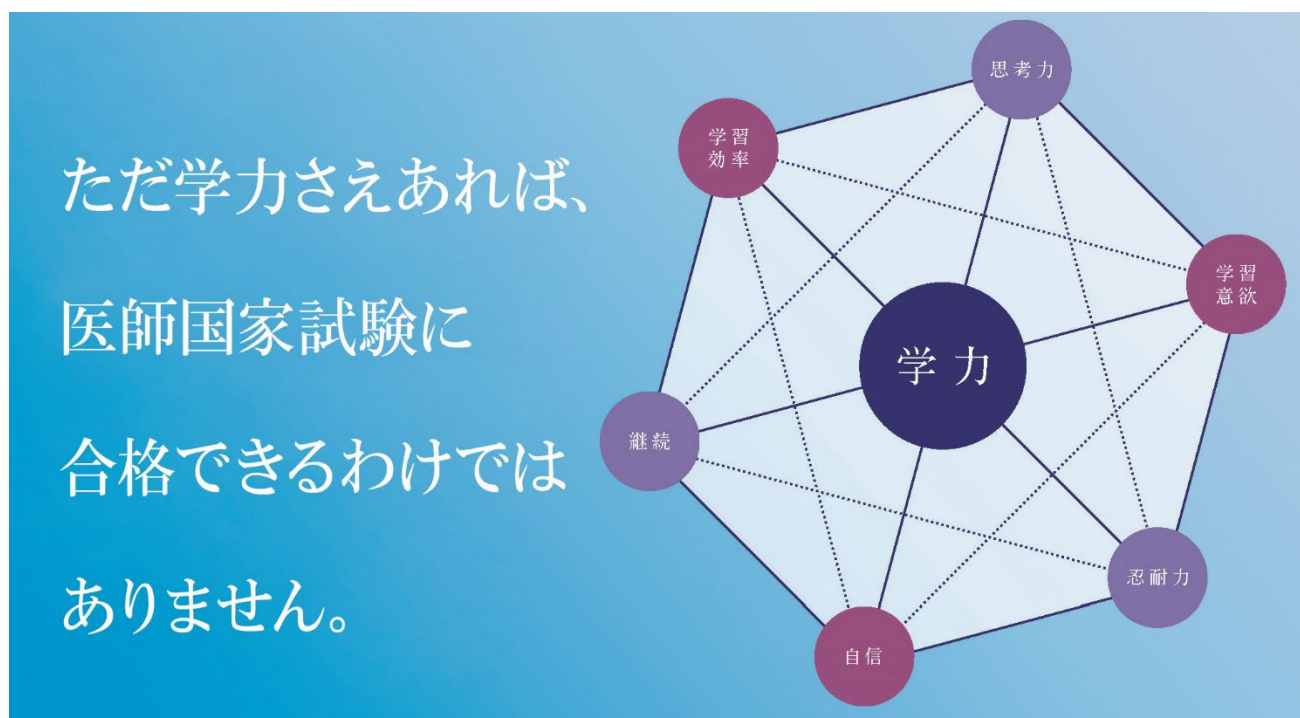 ただ学力さえあれば、
医師国家試験に
合格できるわけでは
ありません。
思考力
学習
効率
学習
意欲
学力
継続
忍耐力
自信